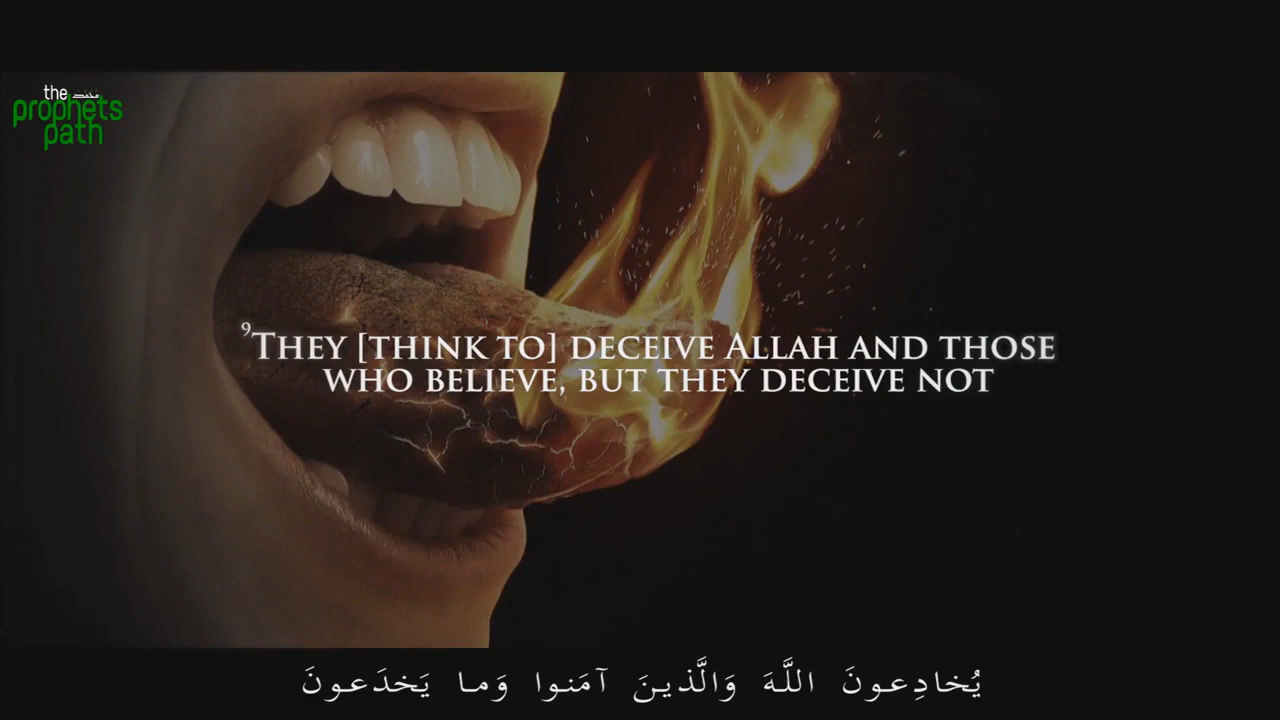 the محمد
prophets
path
⁹They [think to] deceive Allah and those
who believe, but they deceive not
يُخادِعونَ اللَّهَ وَالَّذينَ آمَنوا وَما يَخدَعونَ